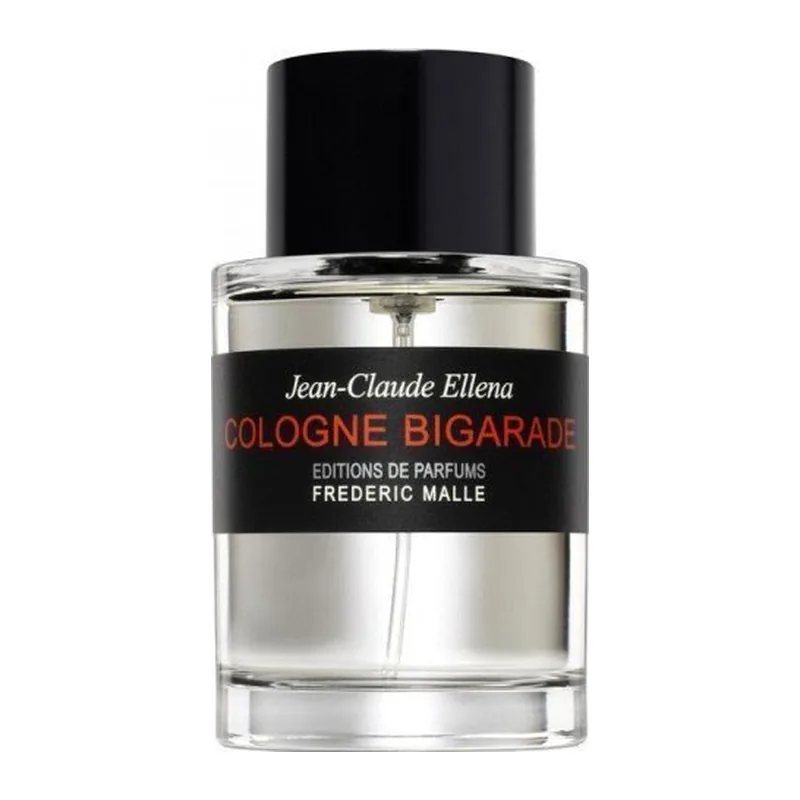 Jean-Claude Ellena
COLOGNE BIGARADE
EDITIONS DE PARFUMS
FREDERIC MALLE